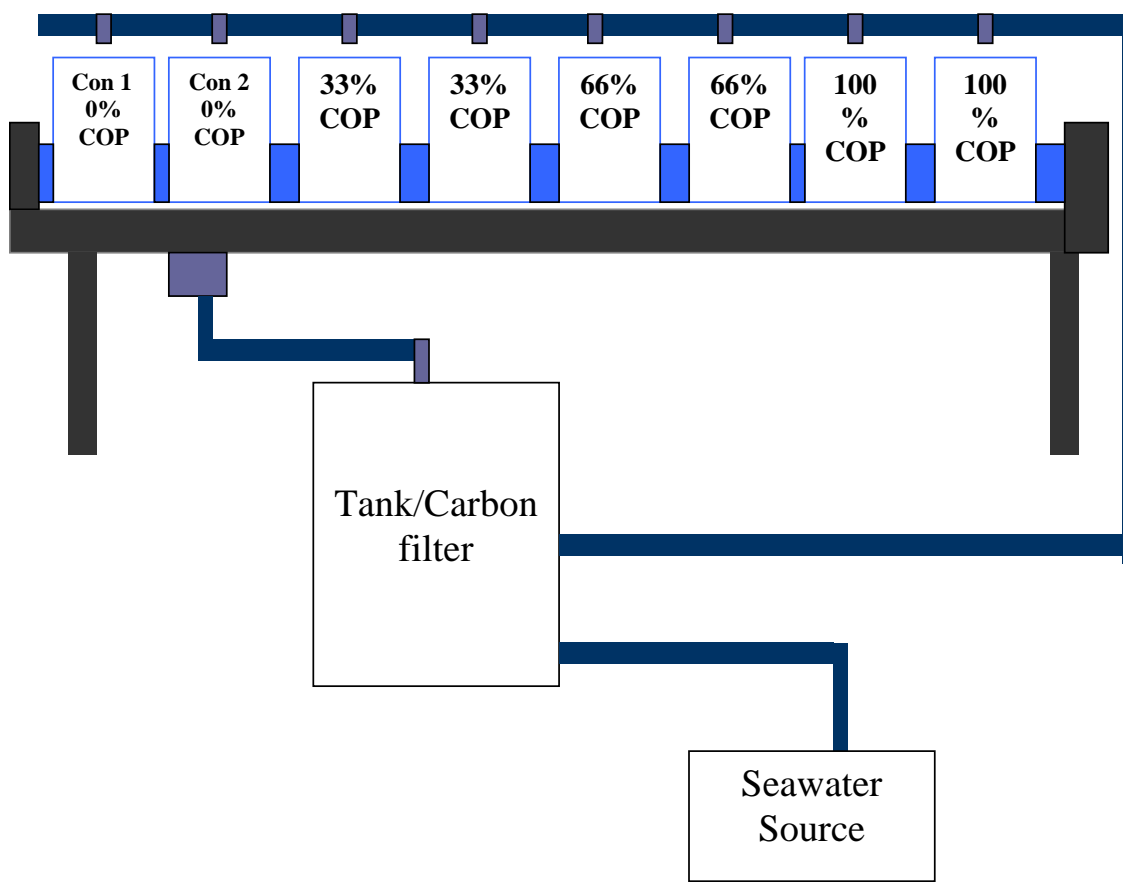 Con 1
0%
COP
Con 2
0%
COP
33%
COP
33%
COP
66%
COP
66%
COP
100
%
COP
100
%
COP
Tank/Carbon
filter
Seawater
Source